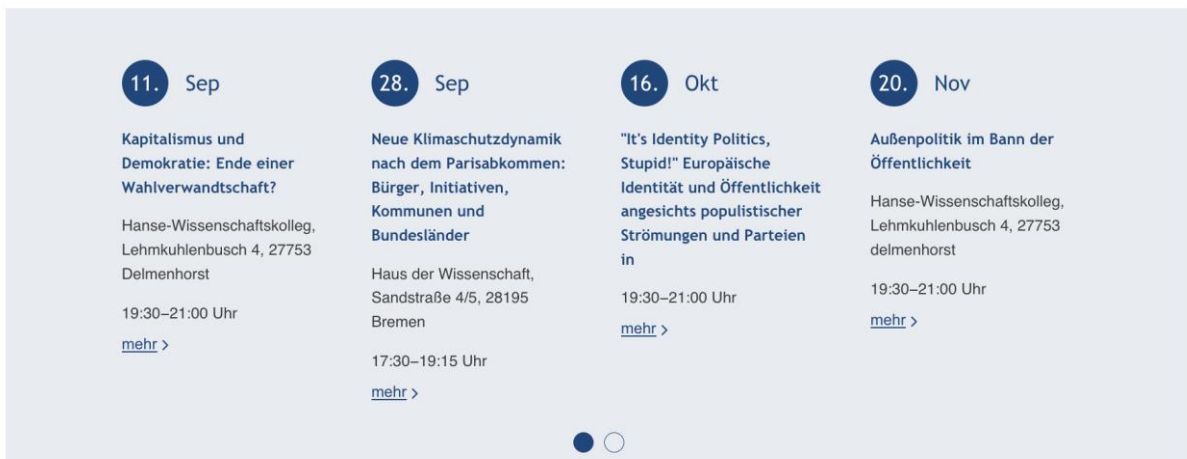 11. Sep
Kapitalismus und
Demokratie: Ende einer
Wahlverwandtschaft?
Hanse-Wissenschaftskolleg,
Lehmkuhlenbusch 4, 27753
Delmenhorst
19:30–21:00 Uhr
mehr >
28. Sep
Neue Klimaschutzdynamik
nach dem Parisabkommen:
Bürger, Initiativen,
Kommunen und
Bundesländer
Haus der Wissenschaft,
Sandstraße 4/5, 28195
Bremen
17:30–19:15 Uhr
mehr >
16. Okt
"It's Identity Politics,
Stupid!" Europäische
Identität und Öffentlichkeit
angesichts populistischer
Strömungen und Parteien
in
19:30–21:00 Uhr
mehr >
20. Nov
Außenpolitik im Bann der
Öffentlichkeit
Hanse-Wissenschaftskolleg,
Lehmkuhlenbusch 4, 27753
delmenhorst
19:30–21:00 Uhr
mehr >